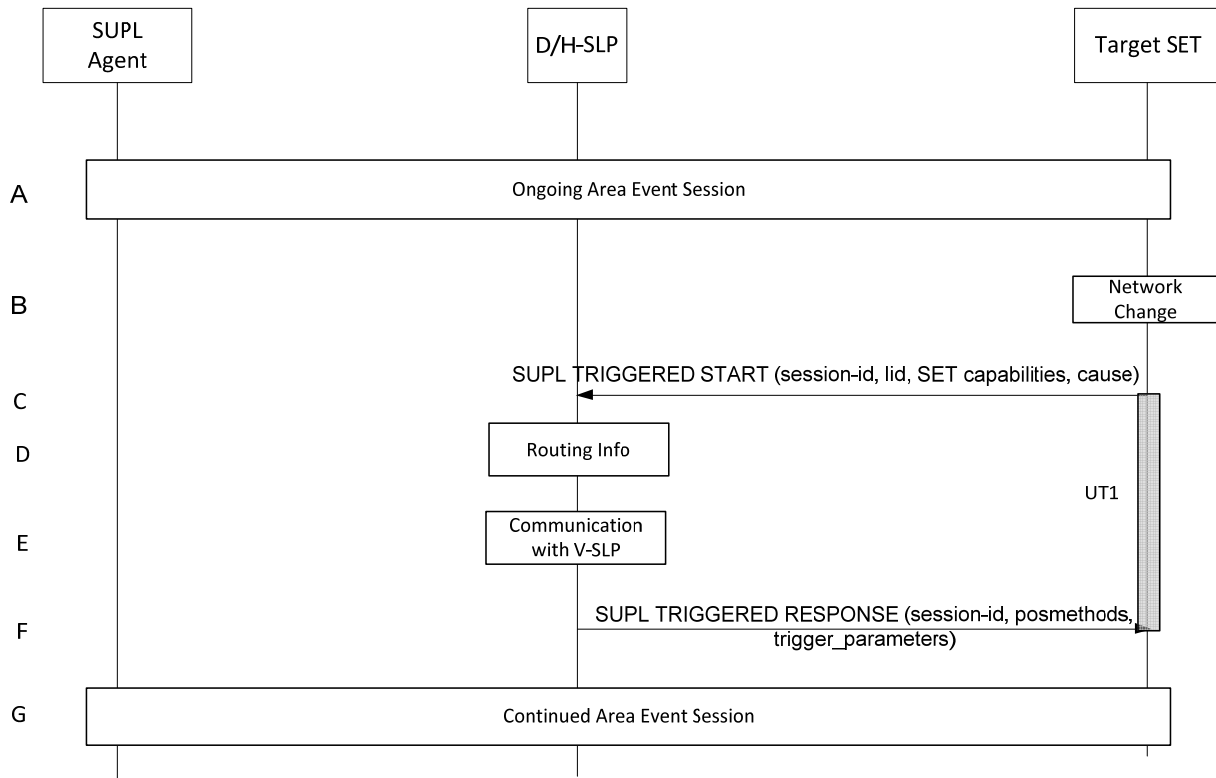 SUPL
Agent
D/H-SLP
Target SET
A
Ongoing Area Event Session
B
Network
Change
SUPL TRIGGERED START (session-id, lid, SET capabilities, cause)
C
D
Routing Info
UT1
E
Communication
with V-SLP
SUPL TRIGGERED RESPONSE (session-id, posmethods,
trigger_parameters)
F
G
Continued Area Event Session